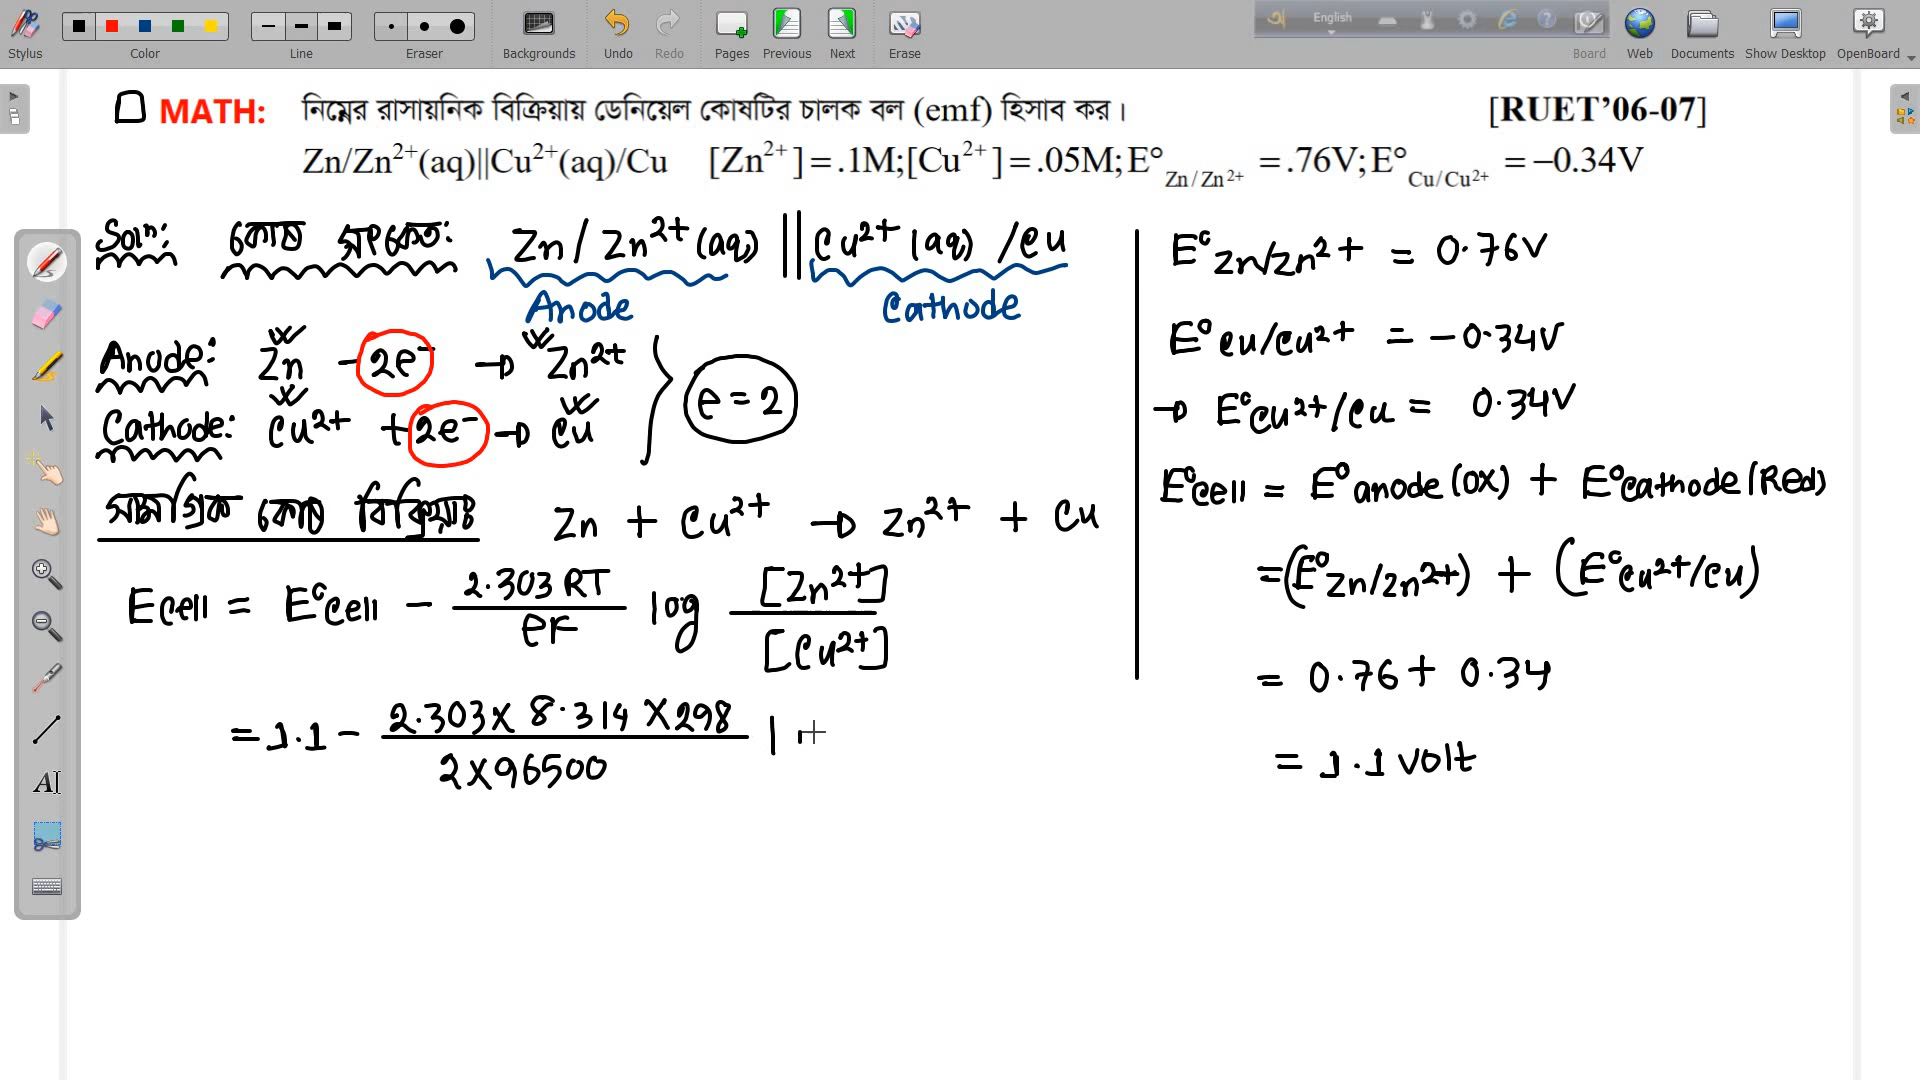 Stylus Color Line Eraser Backgrounds Undo Redo Pages Previous Next Erase English Board Web Documents Show Desktop OpenBoard
MATH: নিম্নের রাসায়নিক বিক্রিয়ায় ডেনিয়েল কোষটির চালক বল (emf) হিসাব কর। [RUET'06-07]
Zn/Zn²⁺(aq)||Cu²⁺(aq)/Cu [Zn²⁺]=.1M;[Cu²⁺]=.05M;E°Zn/Zn²⁺ =.76V;E°Cu/Cu²⁺ =−0.34V
Solⁿ: কোষ সংকেত: Zn/Zn²⁺(aq) || Cu²⁺(aq)/Cu
Anode Cathode
Anode: Zn − 2e⁻ → Zn²⁺
Cathode: Cu²⁺ + 2e⁻ → Cu
e = 2
সামগ্রিক কোষ বিক্রিয়াঃ Zn + Cu²⁺ → Zn²⁺ + Cu
Ecell = E°cell − 2.303RT/eF log [Zn²⁺]/[Cu²⁺]
= 1.1 − 2.303×8.314×298/2×96500 l
E°Zn/Zn²⁺ = 0.76V
E°Cu/Cu²⁺ = −0.34V
→ E°Cu²⁺/Cu = 0.34V
E°cell = E°anode(ox) + E°cathode(Red)
=(E°Zn/Zn²⁺) + (E°Cu²⁺/Cu)
= 0.76 + 0.34
= 1.1 volt